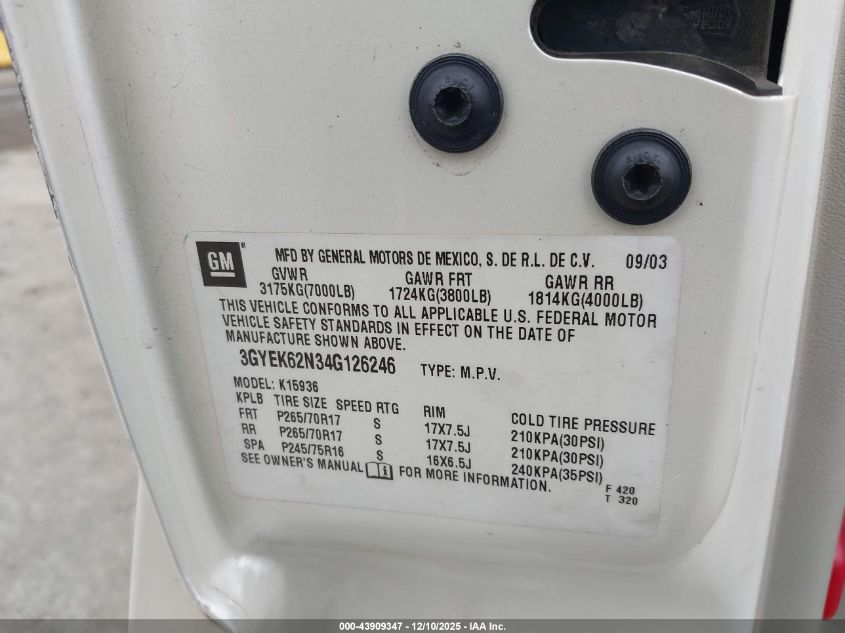 GM
MFD BY GENERAL MOTORS DE MEXICO, S. DE R.L. DE C.V. 09/03
GVWR GAWR FRT GAWR RR
3175KG(7000LB) 1724KG(3800LB) 1814KG(4000LB)
THIS VEHICLE CONFORMS TO ALL APPLICABLE U.S. FEDERAL MOTOR
VEHICLE SAFETY STANDARDS IN EFFECT ON THE DATE OF
MANUFACTURE SHOWN ABOVE.
3GYEK62N34G126246 TYPE: M.P.V.
MODEL: K15936
KPLB TIRE SIZE SPEED RTG RIM COLD TIRE PRESSURE
FRT P265/70R17 S 17X7.5J 210KPA(30PSI)
RR P265/70R17 S 17X7.5J 210KPA(30PSI)
SPA P245/75R16 S 16X6.5J 240KPA(35PSI)
SEE OWNER'S MANUAL FOR MORE INFORMATION.
F 420
T 320
000-43909347 - 12/10/2025 - IAA Inc.